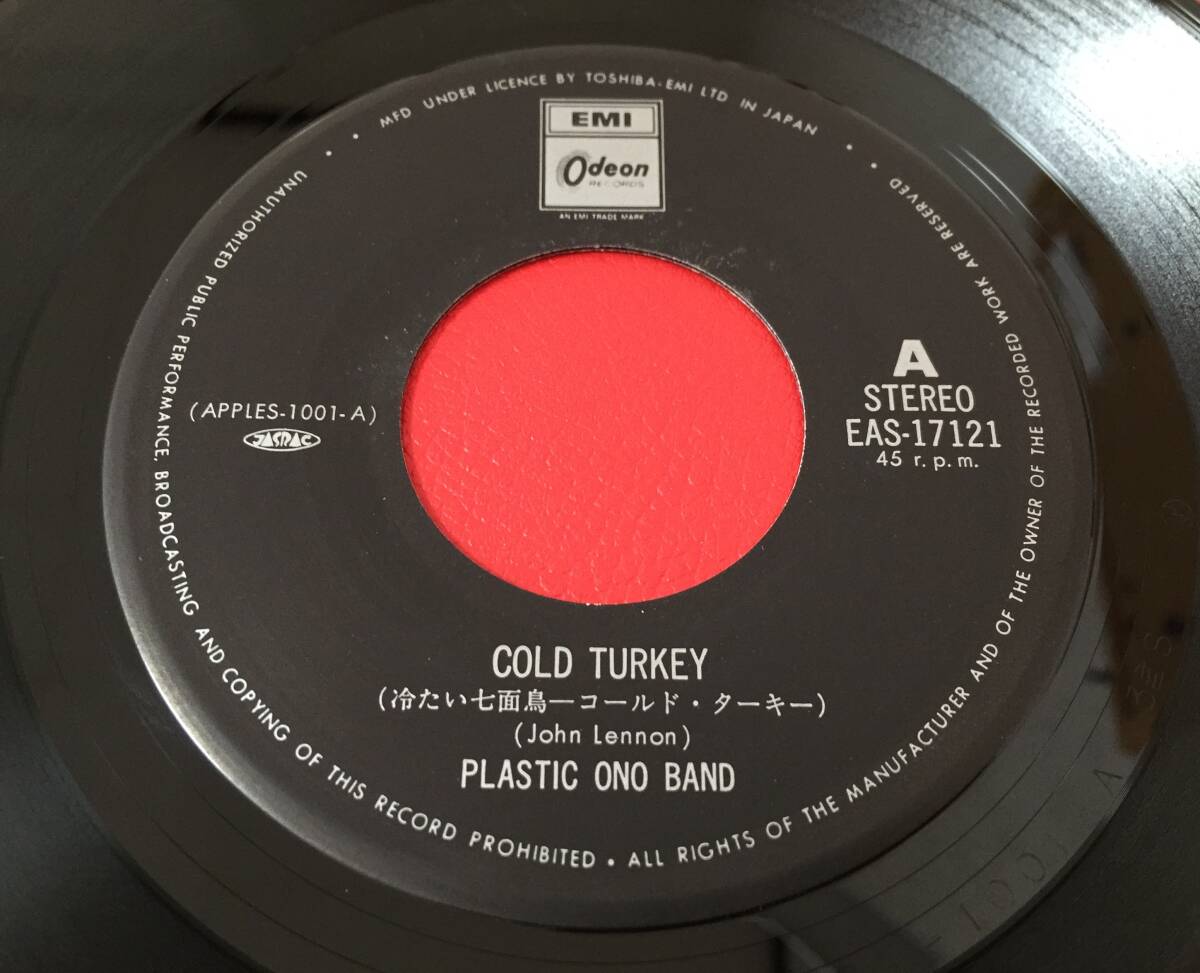 MFD UNDER LICENCE BY TOSHIBA-EMI LTD IN JAPAN
EMI
Odeon
RECORDS
AN EMI TRADE MARK
A
STEREO
EAS-17121
45 r.p.m.
(APPLES-1001-A)
JASRAC
COLD TURKEY
(冷たい七面鳥—コールド・ターキー)
(John Lennon)
PLASTIC ONO BAND
UNAUTHORIZED PUBLIC PERFORMANCE, BROADCASTING AND COPYING OF THIS RECORD PROHIBITED • ALL RIGHTS OF THE MANUFACTURER AND OF THE OWNER OF THE RECORDED WORK ARE RESERVED